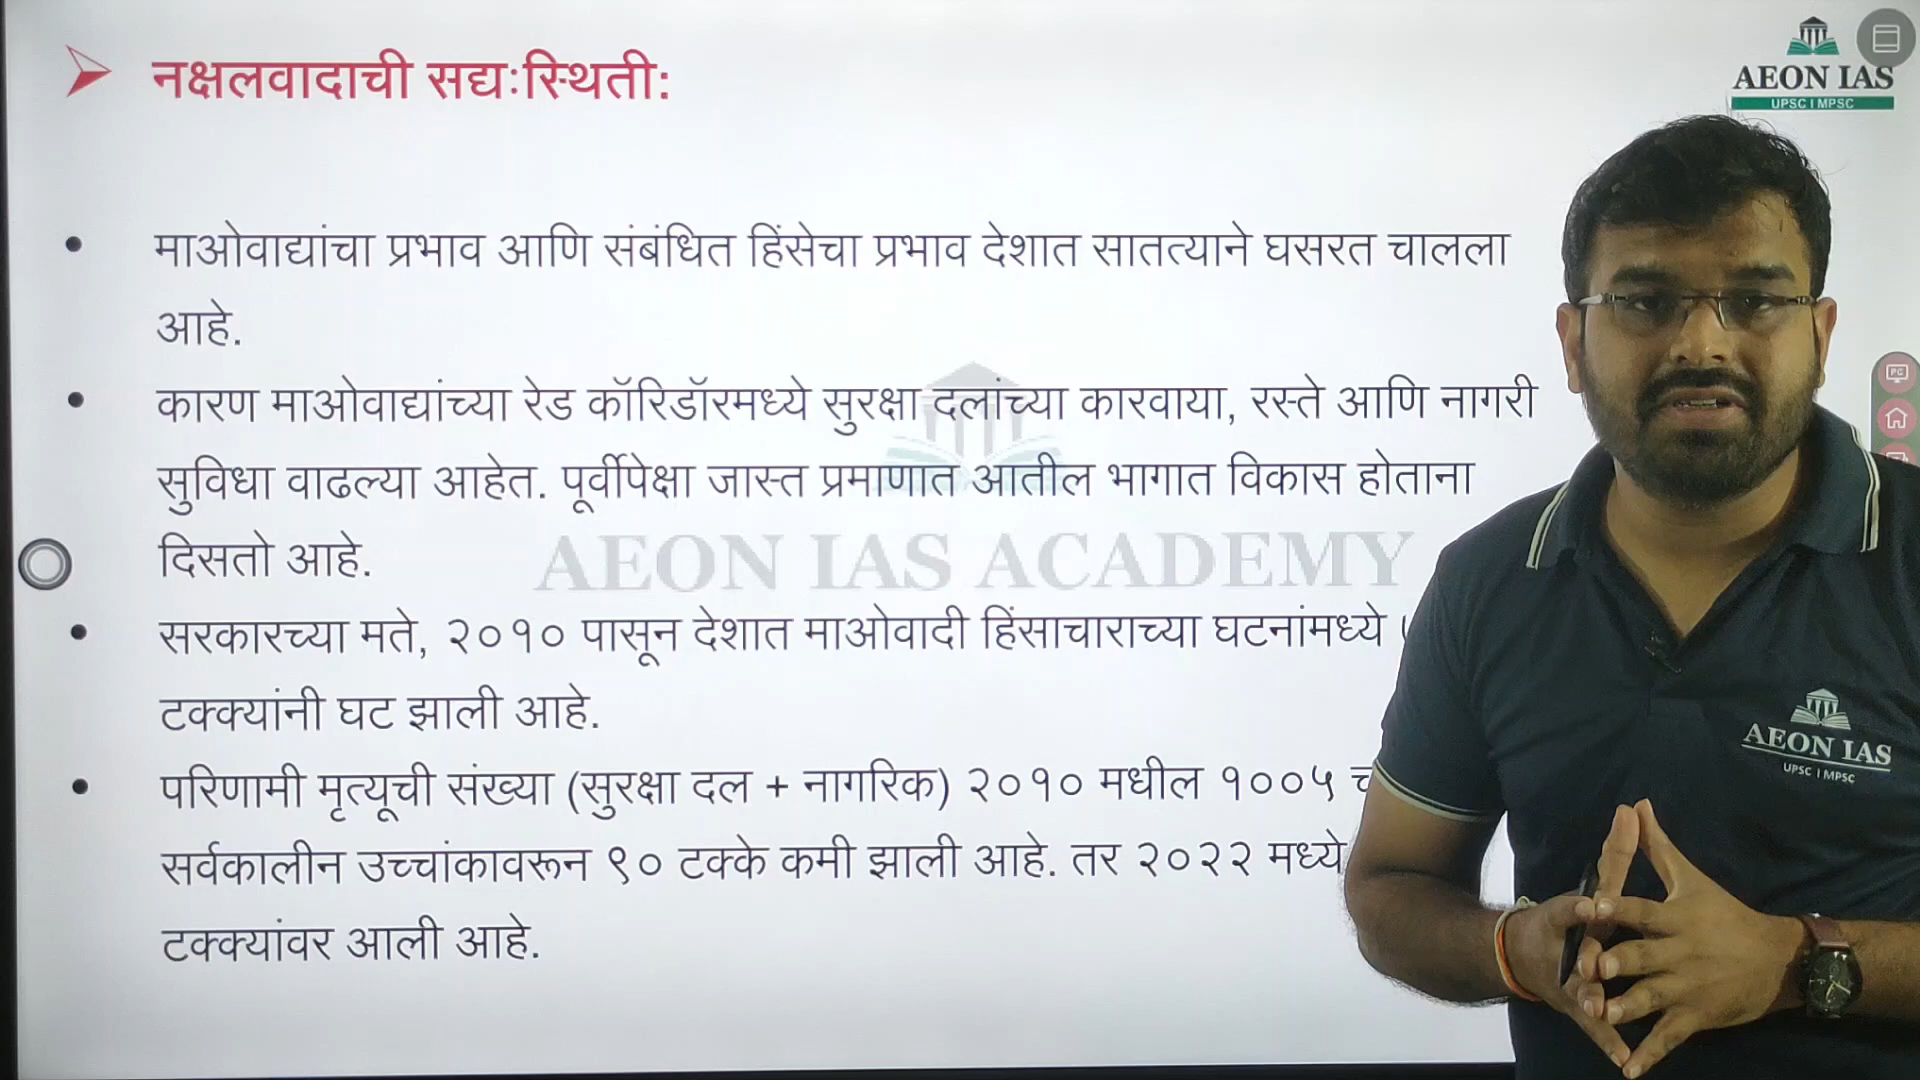 नक्षलवादाची सद्यःस्थिती:
AEON IAS
UPSC | MPSC
• माओवाद्यांचा प्रभाव आणि संबंधित हिंसेचा प्रभाव देशात सातत्याने घसरत चालला
आहे.
• कारण माओवाद्यांच्या रेड कॉरिडॉरमध्ये सुरक्षा दलांच्या कारवाया, रस्ते आणि नागरी
सुविधा वाढल्या आहेत. पूर्वीपेक्षा जास्त प्रमाणात आतील भागात विकास होताना
दिसतो आहे.
AEON IAS ACADEMY
• सरकारच्या मते, २०१० पासून देशात माओवादी हिंसाचाराच्या घटनांमध्ये
टक्क्यांनी घट झाली आहे.
• परिणामी मृत्यूची संख्या (सुरक्षा दल + नागरिक) २०१० मधील १००५
सर्वकालीन उच्चांकावरून ९० टक्के कमी झाली आहे. तर २०२२ मध्ये
टक्क्यांवर आली आहे.
PC
AEON IAS
UPSC | MPSC